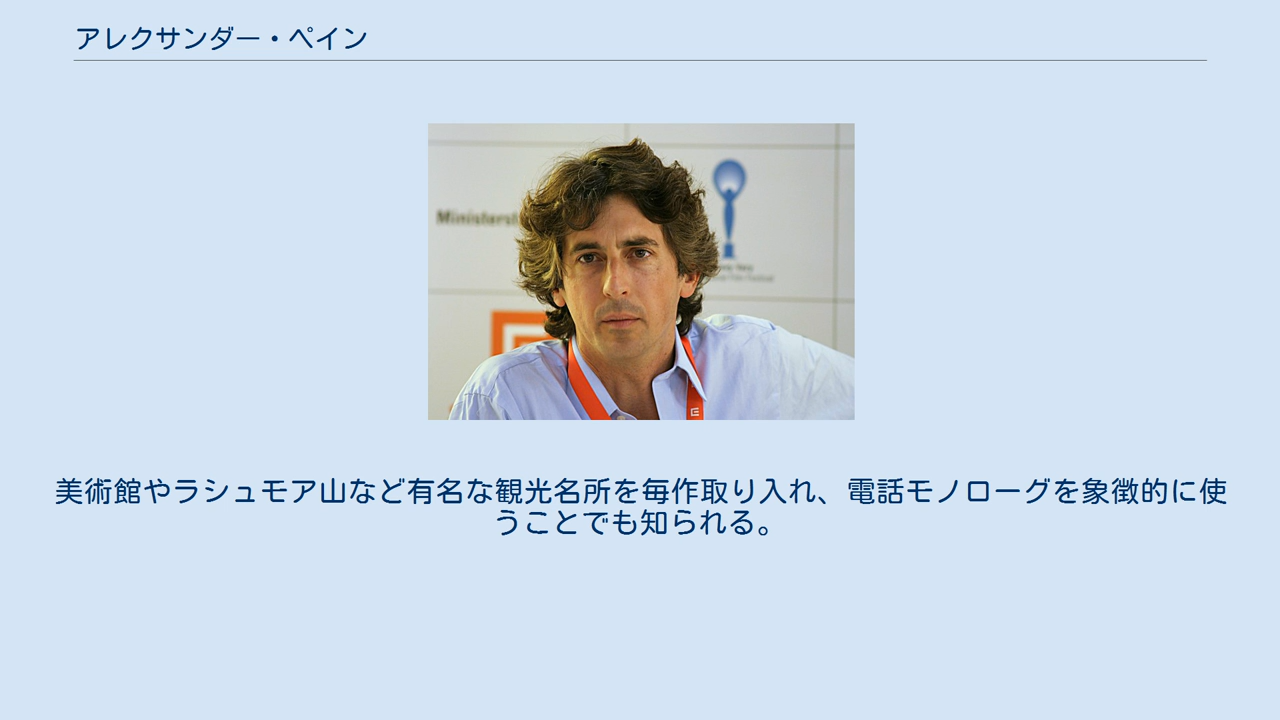 アレクサンダー・ペイン
Ministerst
美術館やラシュモア山など有名な観光名所を毎作取り入れ、電話モノローグを象徴的に使
うことでも知られる。